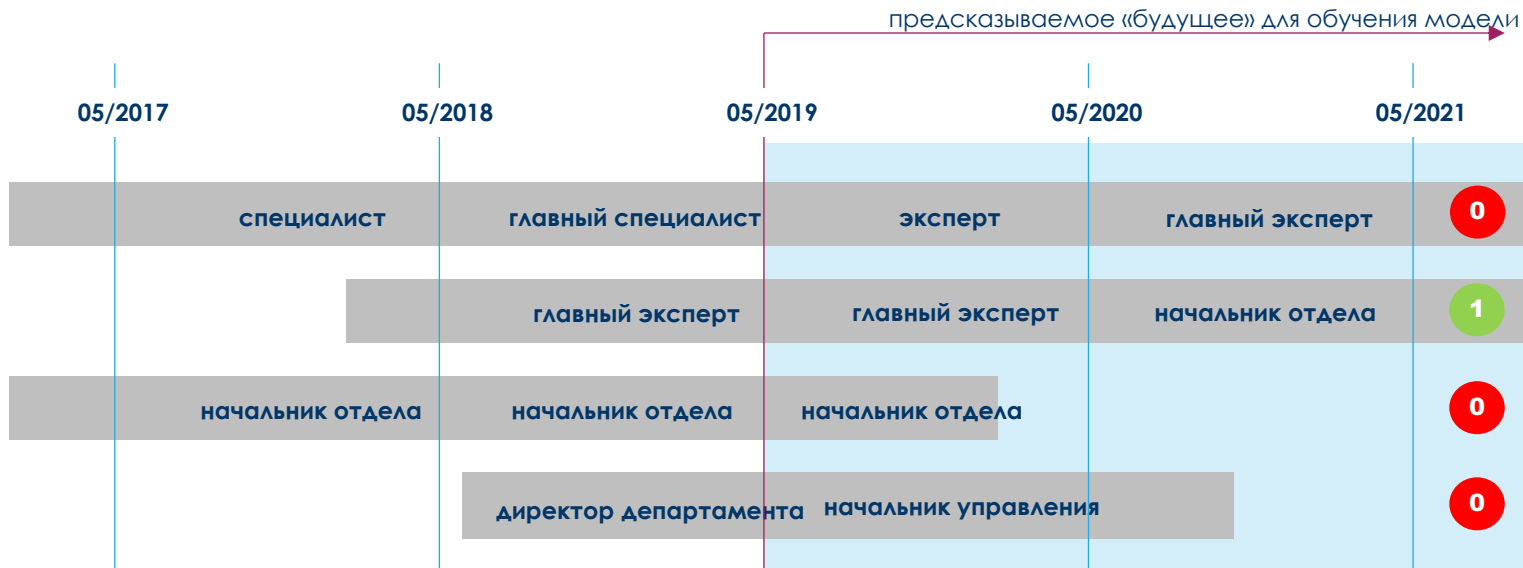 предсказываемое «будущее» для обучения модели
05/2017 05/2018 05/2019 05/2020 05/2021
специалист главный специалист эксперт главный эксперт 0
главный эксперт главный эксперт начальник отдела 1
начальник отдела начальник отдела начальник отдела 0
директор департамента начальник управления 0